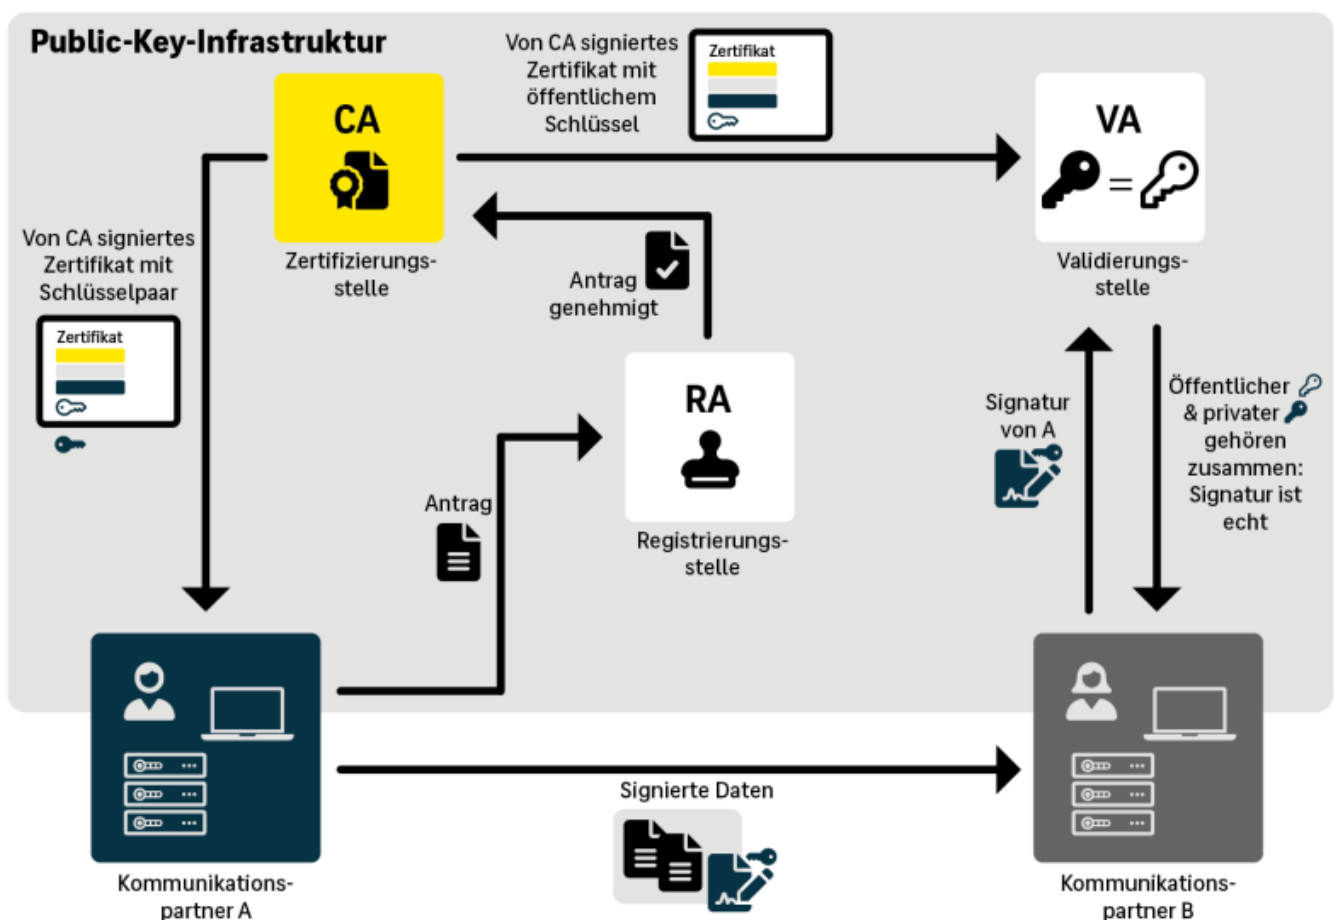 Public-Key-Infrastruktur
Von CA signiertes
Zertifikat mit
öffentlichem
Schlüssel
Zertifikat
CA
Zertifizierungs-
stelle
VA
=
Validierungs-
stelle
Von CA signiertes
Zertifikat mit
Schlüsselpaar
Zertifikat
Antrag
genehmigt
RA
Registrierungs-
stelle
Antrag
Signatur
von A
Öffentlicher
& privater
gehören
zusammen:
Signatur ist
echt
Signierte Daten
Kommunikations-
partner A
Kommunikations-
partner B